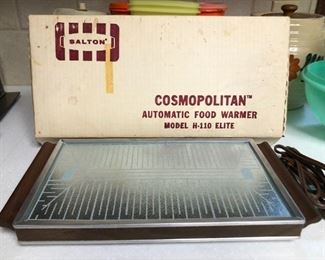 SALTON
COSMOPOLITAN™
AUTOMATIC FOOD WARMER
MODEL H-110 ELITE